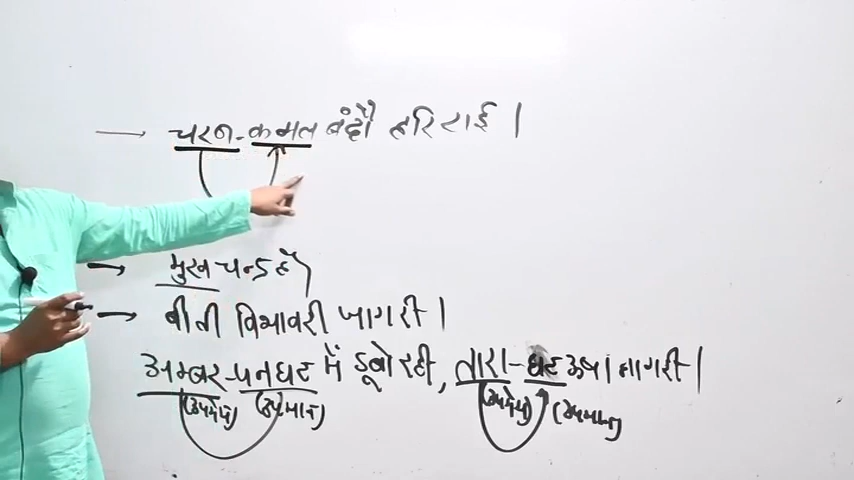 → चरण-कमल बंदौ हरिराई।
→ मुख चन्द्र है
→ बीती विभावरी जागरी।
अम्बर-पनघट में डूबो रही, तारा-घट ऊषा नागरी।
(उपमेय) (उपमान) (उपमेय) (उपमान)